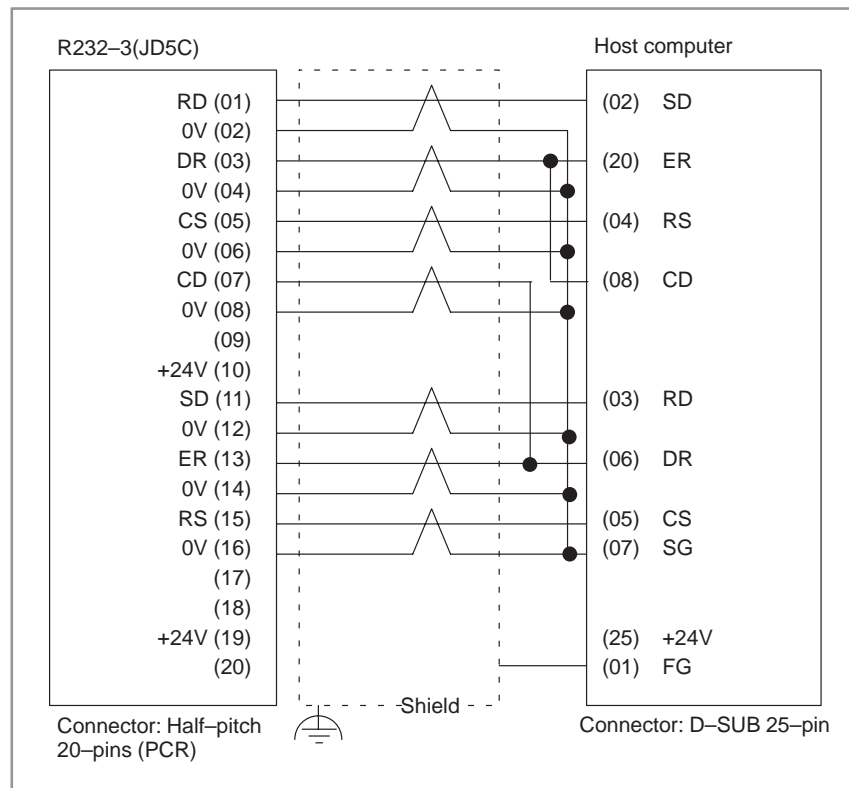 R232–3(JD5C) Host computer
RD (01) (02) SD
0V (02)
DR (03) (20) ER
0V (04)
CS (05) (04) RS
0V (06)
CD (07) (08) CD
0V (08)
(09)
+24V (10)
SD (11) (03) RD
0V (12)
ER (13) (06) DR
0V (14)
RS (15) (05) CS
0V (16) (07) SG
(17)
(18)
+24V (19) (25) +24V
(20) (01) FG
Shield
Connector: Half–pitch
20–pins (PCR)
Connector: D–SUB 25–pin